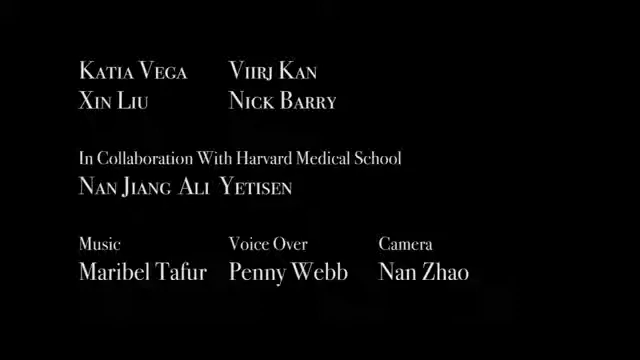 Katia Vega Viirj Kan
Xin Liu Nick Barry
In Collaboration With Harvard Medical School
Nan Jiang Ali Yetisen
Music Voice Over Camera
Maribel Tafur Penny Webb Nan Zhao